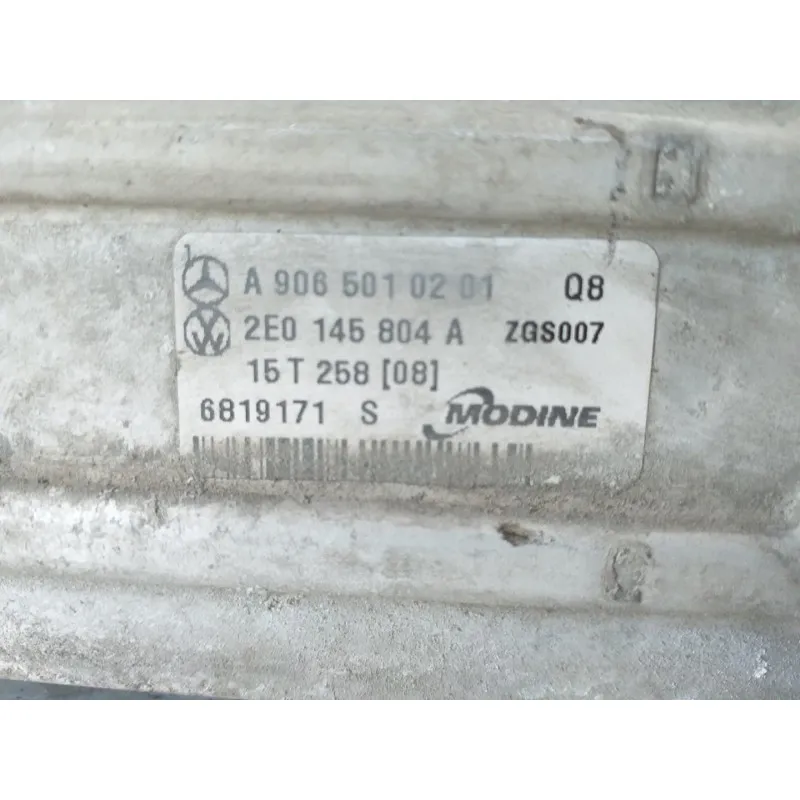 A 906 501 02 01 Q8
2E0 145 804 A ZGS007
15 T 258 [08]
6819171 S MODINE